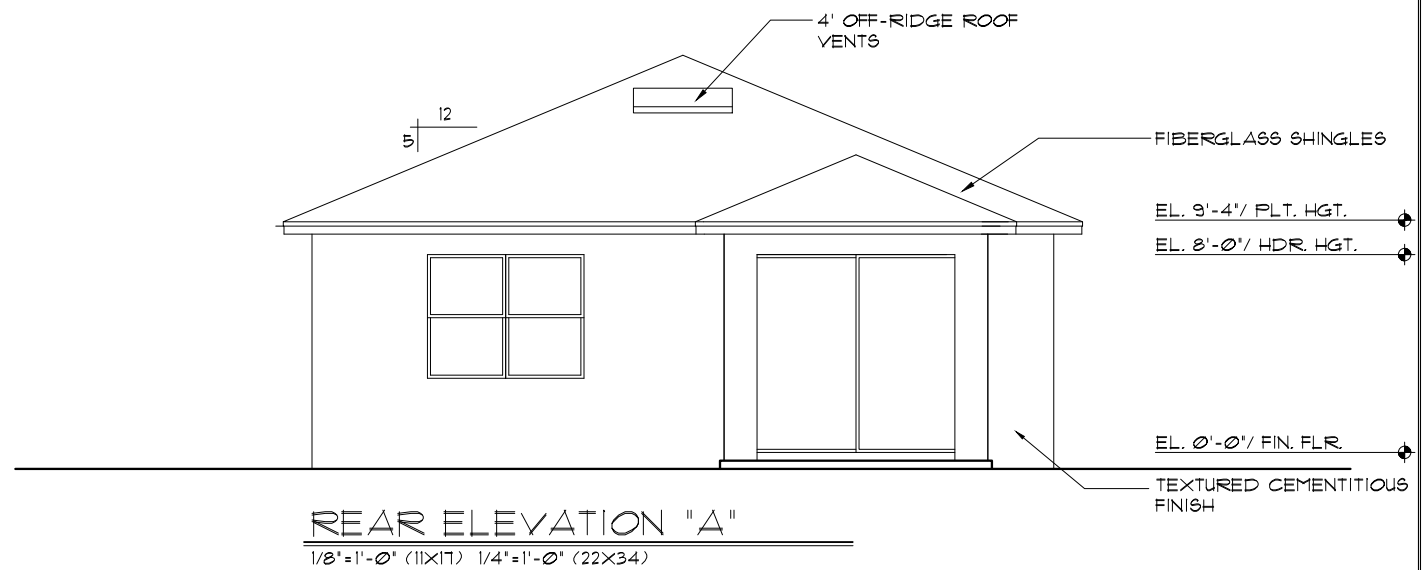 4' OFF-RIDGE ROOF
VENTS
12
5
FIBERGLASS SHINGLES
EL. 9'-4"/ PLT. HGT.
EL. 8'-0"/ HDR. HGT.
EL. 0'-0"/ FIN. FLR.
TEXTURED CEMENTITIOUS
FINISH
REAR ELEVATION "A"
1/8"=1'-0" (11X17) 1/4"=1'-0" (22X34)